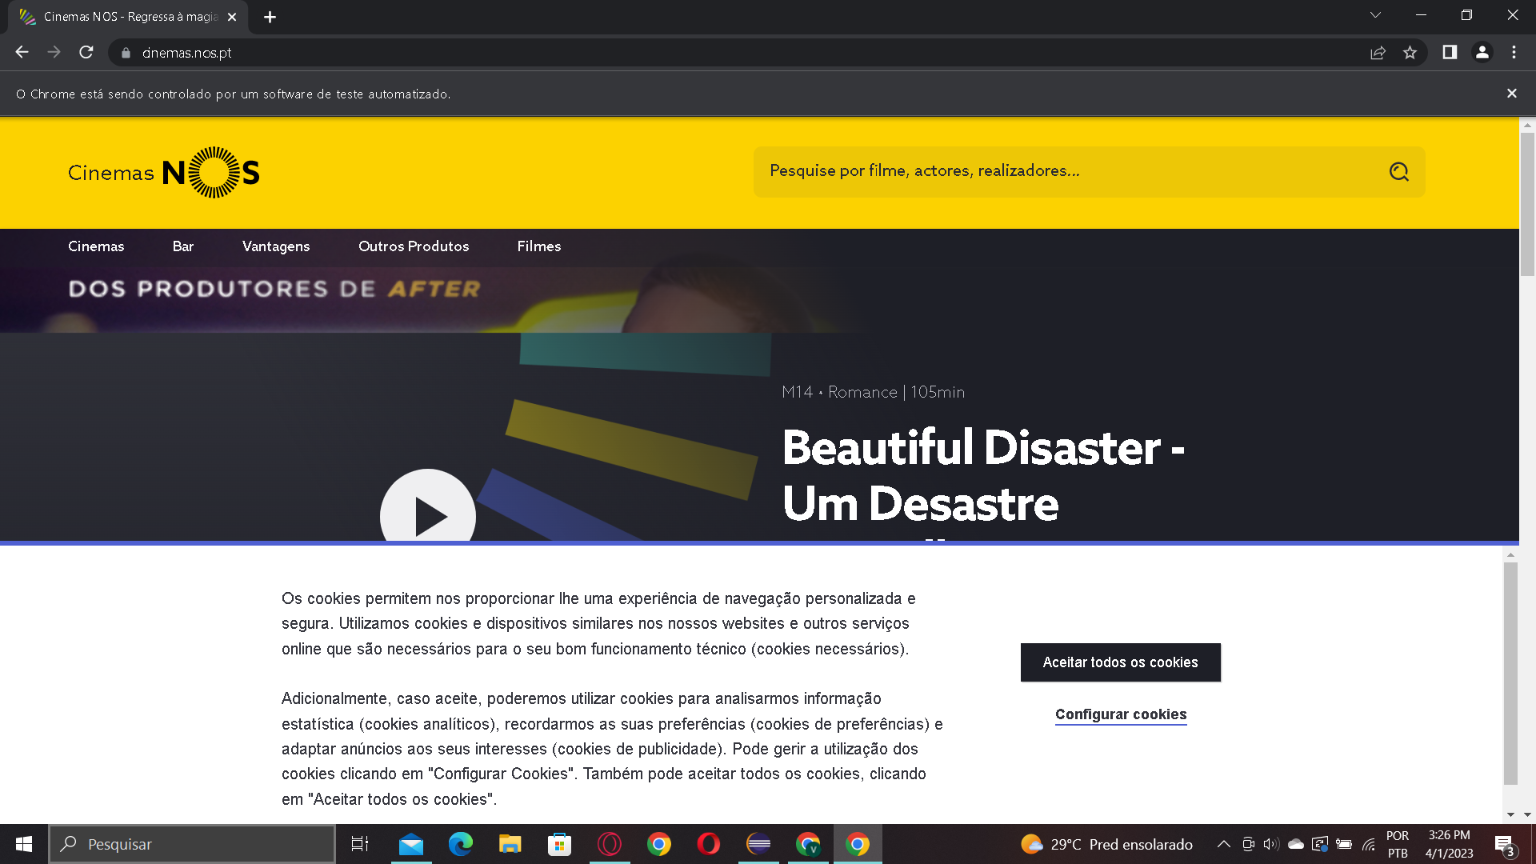 Cinemas NOS - Regressa à magia
cinemas.nos.pt
O Chrome está sendo controlado por um software de teste automatizado.
Cinemas NOS
Pesquise por filme, actores, realizadores...
Cinemas Bar Vantagens Outros Produtos Filmes
DOS PRODUTORES DE AFTER
M14 • Romance | 105min
Beautiful Disaster -
Um Desastre
Os cookies permitem nos proporcionar lhe uma experiência de navegação personalizada e
segura. Utilizamos cookies e dispositivos similares nos nossos websites e outros serviços
online que são necessários para o seu bom funcionamento técnico (cookies necessários).
Adicionalmente, caso aceite, poderemos utilizar cookies para analisarmos informação
estatística (cookies analíticos), recordarmos as suas preferências (cookies de preferências) e
adaptar anúncios aos seus interesses (cookies de publicidade). Pode gerir a utilização dos
cookies clicando em "Configurar Cookies". Também pode aceitar todos os cookies, clicando
em "Aceitar todos os cookies".
Aceitar todos os cookies
Configurar cookies
Pesquisar
V
29°C Pred ensolarado
POR
PTB
3:26 PM
4/1/2023
3